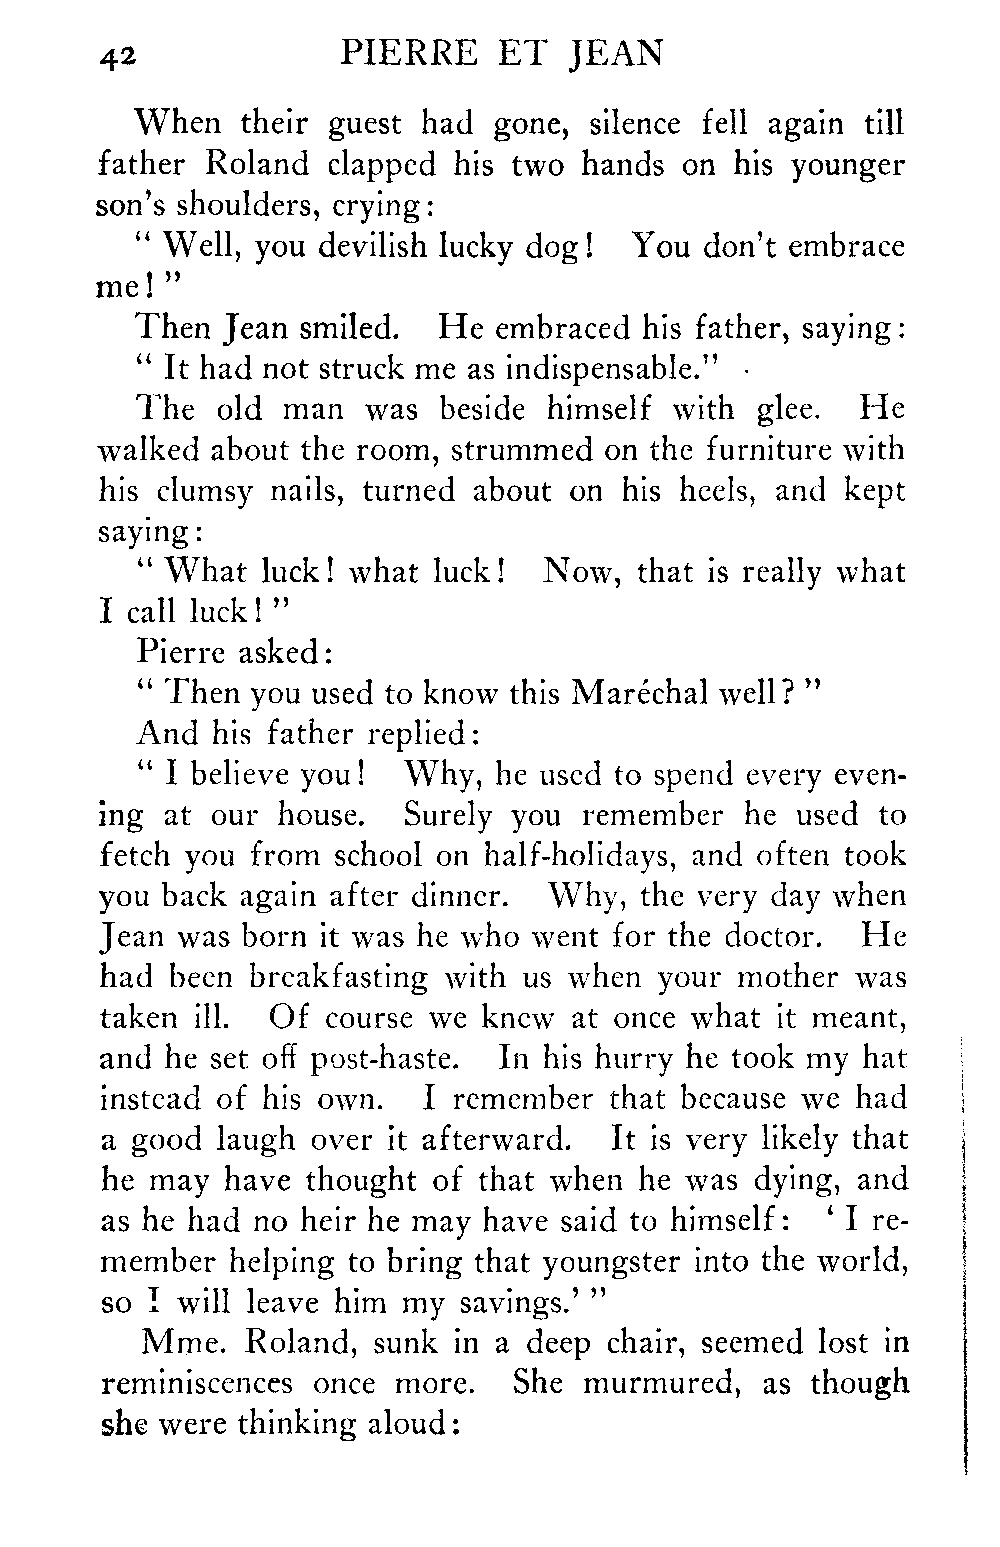 42 PIERRE ET JEAN
When their guest had gone, silence fell again till
father Roland clapped his two hands on his younger
son's shoulders, crying:
" Well, you devilish lucky dog! You don't embrace
me! "
Then Jean smiled. He embraced his father, saying:
" It had not struck me as indispensable."
The old man was beside himself with glee. He
walked about the room, strummed on the furniture with
his clumsy nails, turned about on his heels, and kept
saying:
" What luck! what luck! Now, that is really what
I call luck! "
Pierre asked:
" Then you used to know this Maréchal well? "
And his father replied:
" I believe you! Why, he used to spend every even-
ing at our house. Surely you remember he used to
fetch you from school on half-holidays, and often took
you back again after dinner. Why, the very day when
Jean was born it was he who went for the doctor. He
had been breakfasting with us when your mother was
taken ill. Of course we knew at once what it meant,
and he set off post-haste. In his hurry he took my hat
instead of his own. I remember that because we had
a good laugh over it afterward. It is very likely that
he may have thought of that when he was dying, and
as he had no heir he may have said to himself: ' I re-
member helping to bring that youngster into the world,
so I will leave him my savings.' "
Mme. Roland, sunk in a deep chair, seemed lost in
reminiscences once more. She murmured, as though
she were thinking aloud: